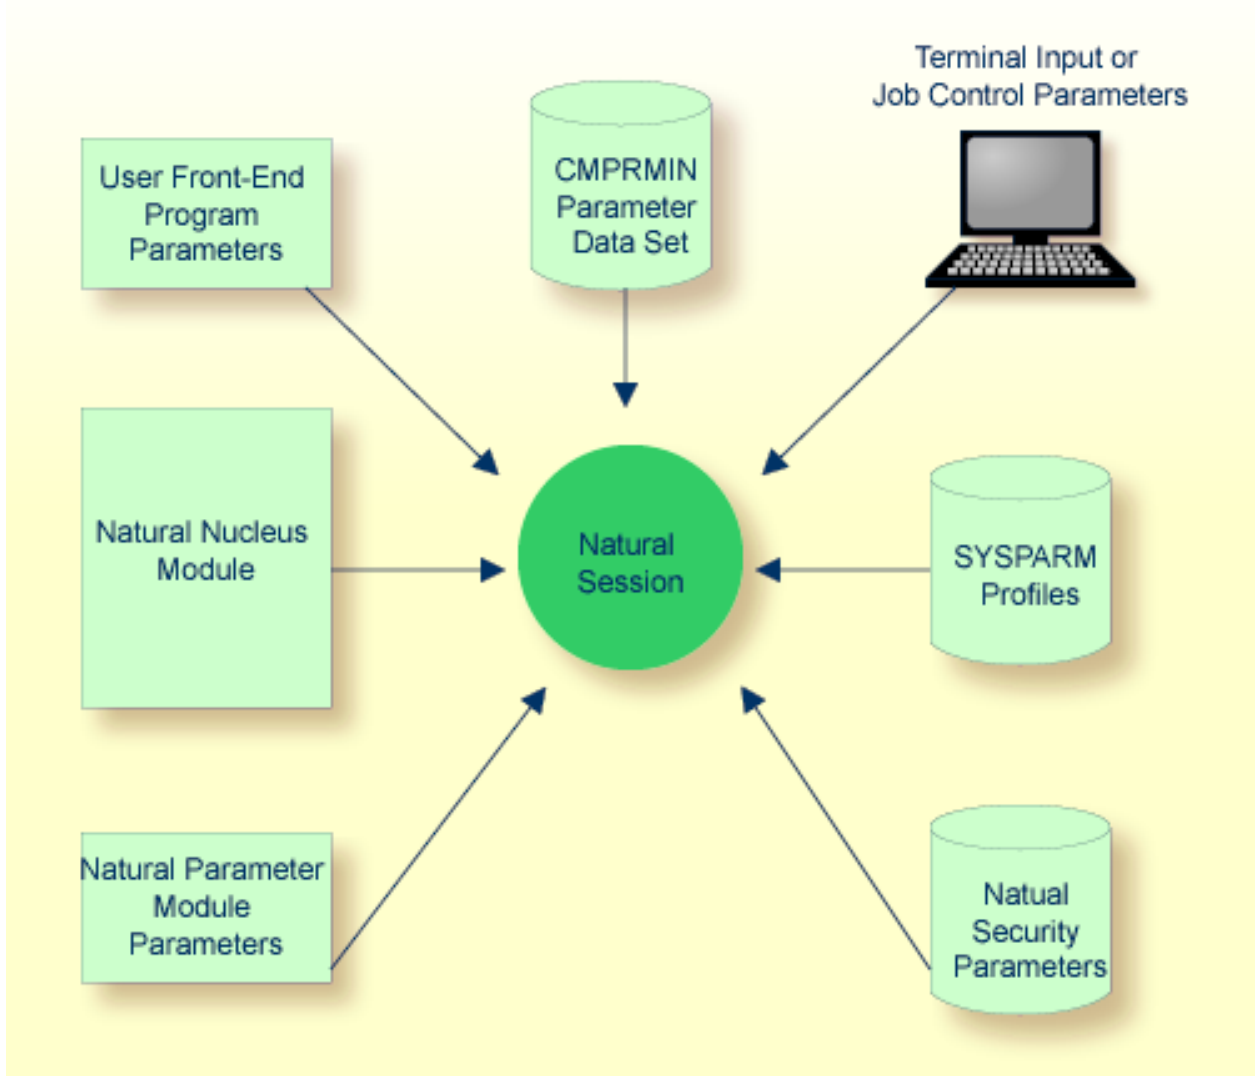 Terminal Input or
Job Control Parameters
User Front-End
Program
Parameters
CMPRMIN
Parameter
Data Set
Natural Nucleus
Module
Natural
Session
SYSPARM
Profiles
Natural Parameter
Module
Parameters
Natual
Security
Parameters